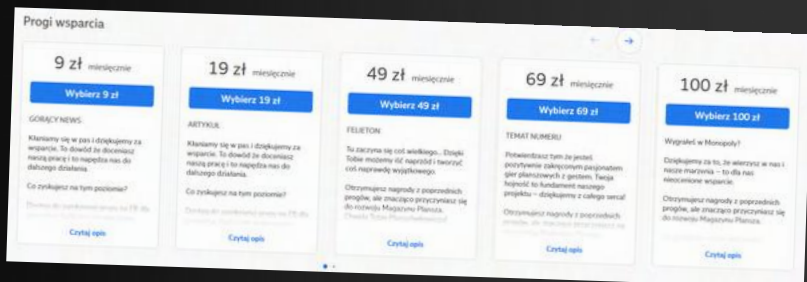 Progi wsparcia
9 zł miesięcznie
Wybierz 9 zł
GORĄCY NEWS
Kłaniamy się w pas i dziękujemy za
wsparcie. To dowód że doceniasz
naszą pracę i to napędza nas do
dalszego działania.
Co zyskujesz na tym poziomie?
Czytaj opis
19 zł miesięcznie
Wybierz 19 zł
ARTYKUŁ
Kłaniamy się w pas i dziękujemy za
wsparcie. To dowód że doceniasz
naszą pracę i to napędza nas do
dalszego działania.
Co zyskujesz na tym poziomie?
Czytaj opis
49 zł miesięcznie
Wybierz 49 zł
FELIETON
Tu zaczyna się coś wielkiego... Dzięki
Tobie możemy iść naprzód i tworzyć
coś naprawdę wyjątkowego.
Otrzymujesz nagrody z poprzednich
progów, ale znacząco przyczyniasz się
do rozwoju Magazynu Plansza.
Czytaj opis
69 zł miesięcznie
Wybierz 69 zł
TEMAT NUMERU
Potwierdzasz tym że jesteś
pozytywnie zakręconym pasjonatem
gier planszowych z gestem. Twoja
hojność to fundament naszego
projektu – dziękujemy z całego serca!
Otrzymujesz nagrody z poprzednich
Czytaj opis
100 zł miesięcznie
Wybierz 100 zł
Wygrałeś w Monopoly?
Dziękujemy za to, że wierzysz w nas i
nasze marzenia – to dla nas
nieocenione wsparcie.
Otrzymujesz nagrody z poprzednich
progów, ale znacząco przyczyniasz się
do rozwoju Magazynu Plansza.
Czytaj opis